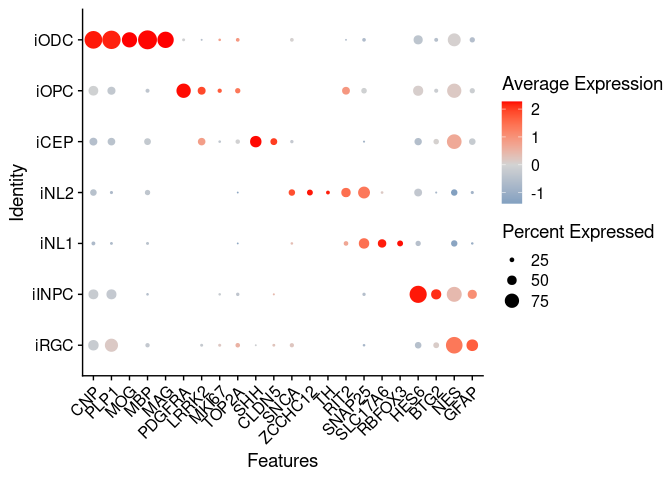 iODC
iOPC
iCEP
iNL2
iNL1
iINPC
iRGC
Identity
CNP
PLP1
MOG
MBP
MAG
PDGFRA
LRRK2
MKI67
TOP2A
SHH
CLDN5
SNCA
ZCCHC12
TH
RIT2
SNAP25
SLC17A6
RBFOX3
HES6
BTG2
NES
GFAP
Features
Average Expression
2
1
0
-1
Percent Expressed
25
50
75